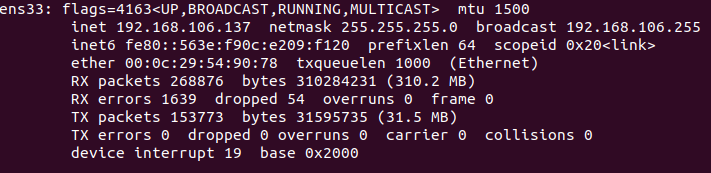 ens33: flags=4163<UP,BROADCAST,RUNNING,MULTICAST>  mtu 1500
        inet 192.168.106.137  netmask 255.255.255.0  broadcast 192.168.106.255
        inet6 fe80::563e:f90c:e209:f120  prefixlen 64  scopeid 0x20<link>
        ether 00:0c:29:54:90:78  txqueuelen 1000  (Ethernet)
        RX packets 268876  bytes 310284231 (310.2 MB)
        RX errors 1639  dropped 54  overruns 0  frame 0
        TX packets 153773  bytes 31595735 (31.5 MB)
        TX errors 0  dropped 0 overruns 0  carrier 0  collisions 0
        device interrupt 19  base 0x2000